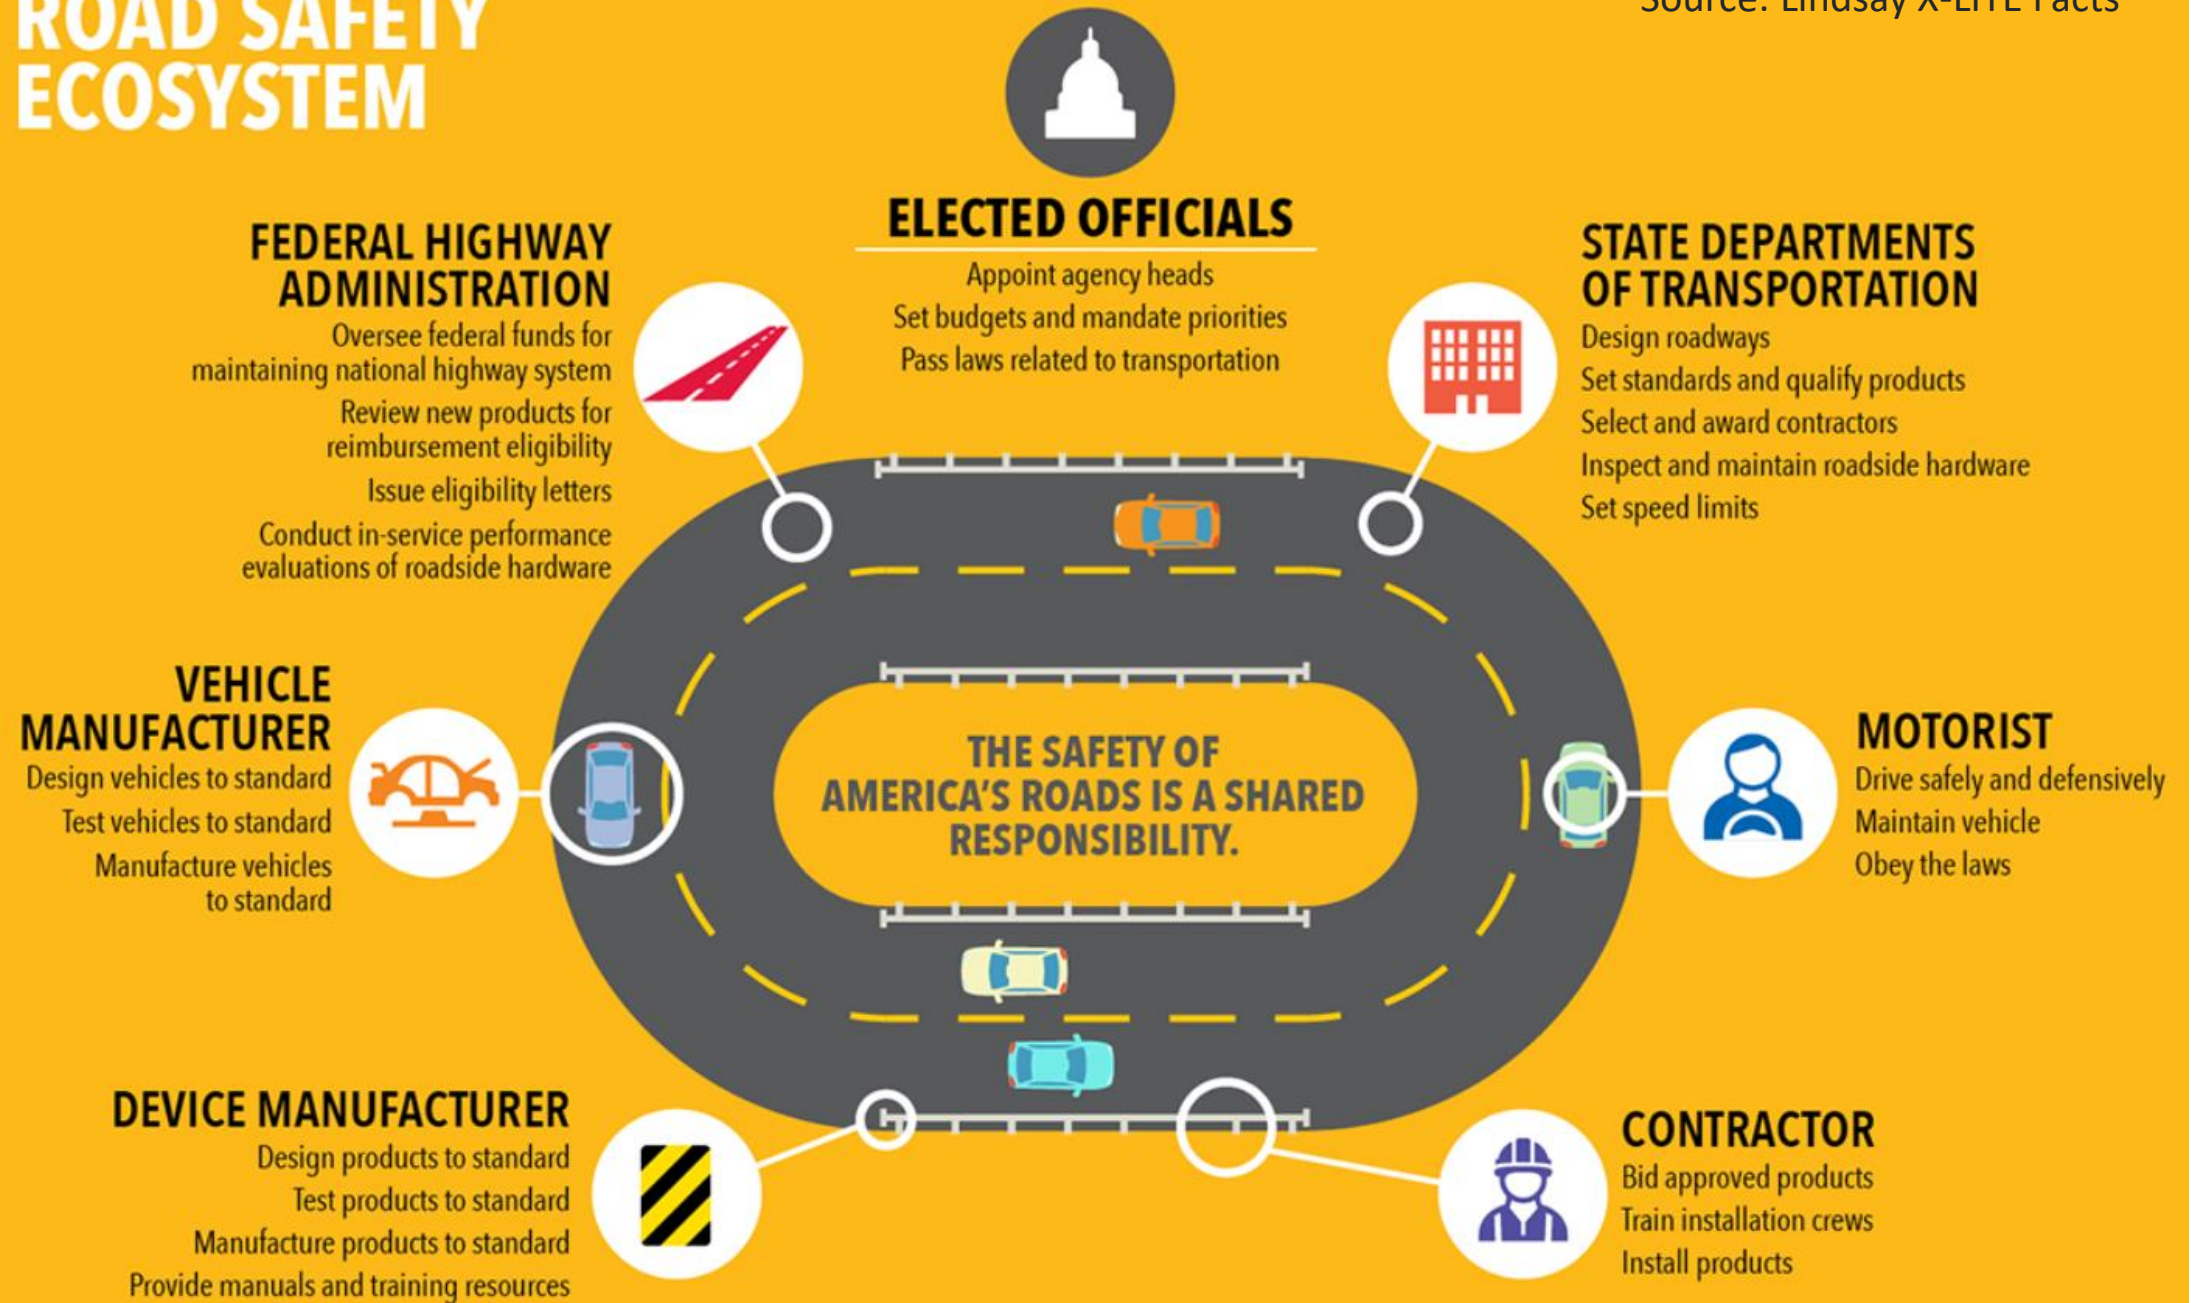 ROAD SAFETY
ECOSYSTEM
Source: Lindsay X-LITE Facts
ELECTED OFFICIALS
Appoint agency heads
Set budgets and mandate priorities
Pass laws related to transportation
FEDERAL HIGHWAY
ADMINISTRATION
Oversee federal funds for
maintaining national highway system
Review new products for
reimbursement eligibility
Issue eligibility letters
Conduct in-service performance
evaluations of roadside hardware
STATE DEPARTMENTS
OF TRANSPORTATION
Design roadways
Set standards and qualify products
Select and award contractors
Inspect and maintain roadside hardware
Set speed limits
VEHICLE
MANUFACTURER
Design vehicles to standard
Test vehicles to standard
Manufacture vehicles
to standard
THE SAFETY OF
AMERICA'S ROADS IS A SHARED
RESPONSIBILITY.
MOTORIST
Drive safely and defensively
Maintain vehicle
Obey the laws
DEVICE MANUFACTURER
Design products to standard
Test products to standard
Manufacture products to standard
Provide manuals and training resources
CONTRACTOR
Bid approved products
Train installation crews
Install products